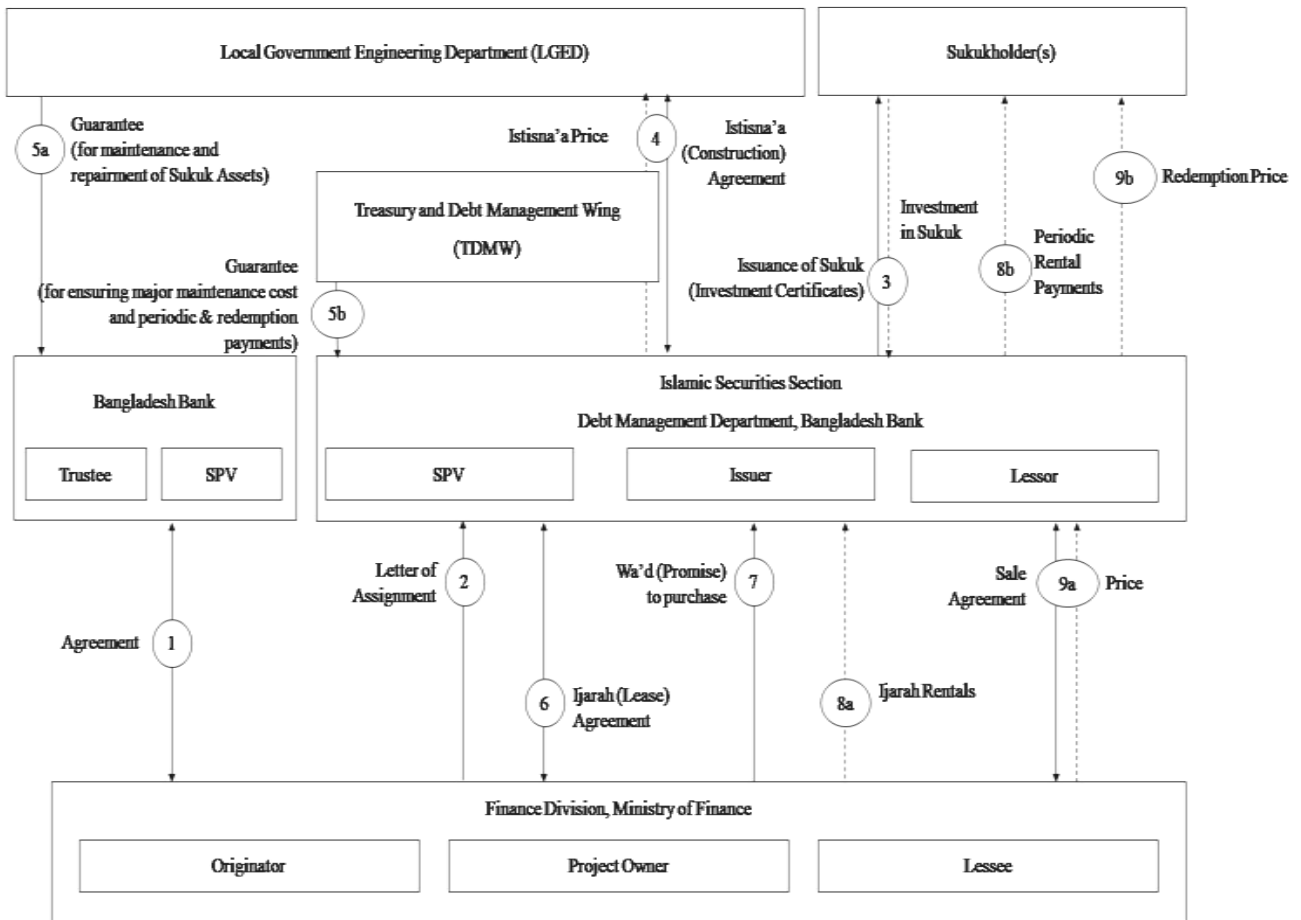 Local Government Engineering Department (LGED)
Sukukholder(s)
5a
Guarantee
(for maintenance and
repairment of Sukuk Assets)
Istisna’a Price
4
Istisna’a
(Construction)
Agreement
9b
Redemption Price
Treasury and Debt Management Wing
(TDMW)
Investment
in Sukuk
Issuance of Sukuk
(Investment Certificates)
3
8b
Periodic
Rental
Payments
Guarantee
(for ensuring major maintenance cost
and periodic & redemption
payments)
5b
Bangladesh Bank
Trustee
SPV
Islamic Securities Section
Debt Management Department, Bangladesh Bank
SPV
Issuer
Lessor
Agreement
1
Letter of
Assignment
2
6
Ijarah (Lease)
Agreement
Wa’d (Promise)
to purchase
7
8a
Ijarah Rentals
Sale
Agreement
9a
Price
Finance Division, Ministry of Finance
Originator
Project Owner
Lessee